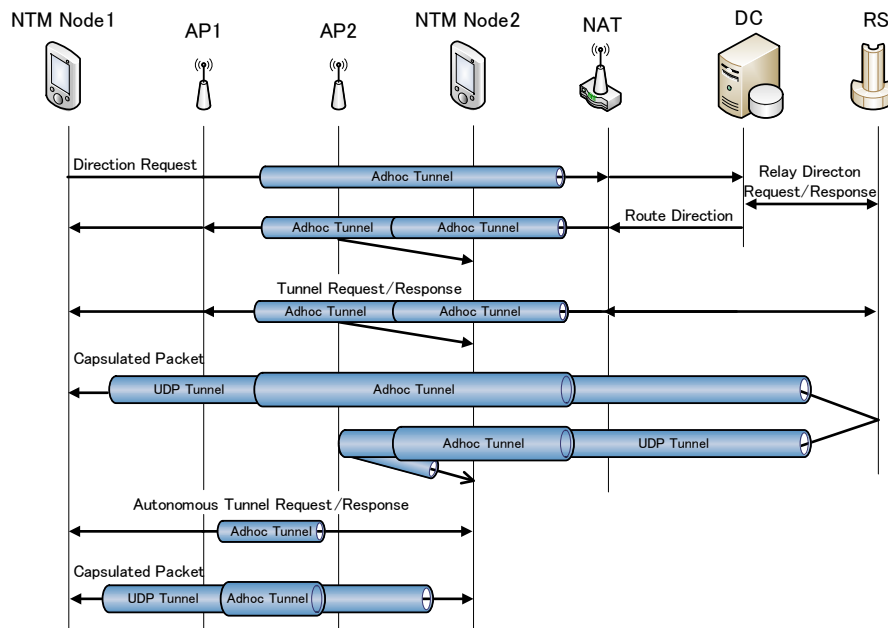 NTM Node1
AP1
AP2
NTM Node2
NAT
DC
RS
Direction Request
Adhoc Tunnel
Relay Directon
Request/Response
Adhoc Tunnel
Adhoc Tunnel
Route Direction
Tunnel Request/Response
Adhoc Tunnel
Adhoc Tunnel
Capsulated Packet
UDP Tunnel
Adhoc Tunnel
Adhoc Tunnel
UDP Tunnel
Autonomous Tunnel Request/Response
Adhoc Tunnel
Capsulated Packet
UDP Tunnel
Adhoc Tunnel